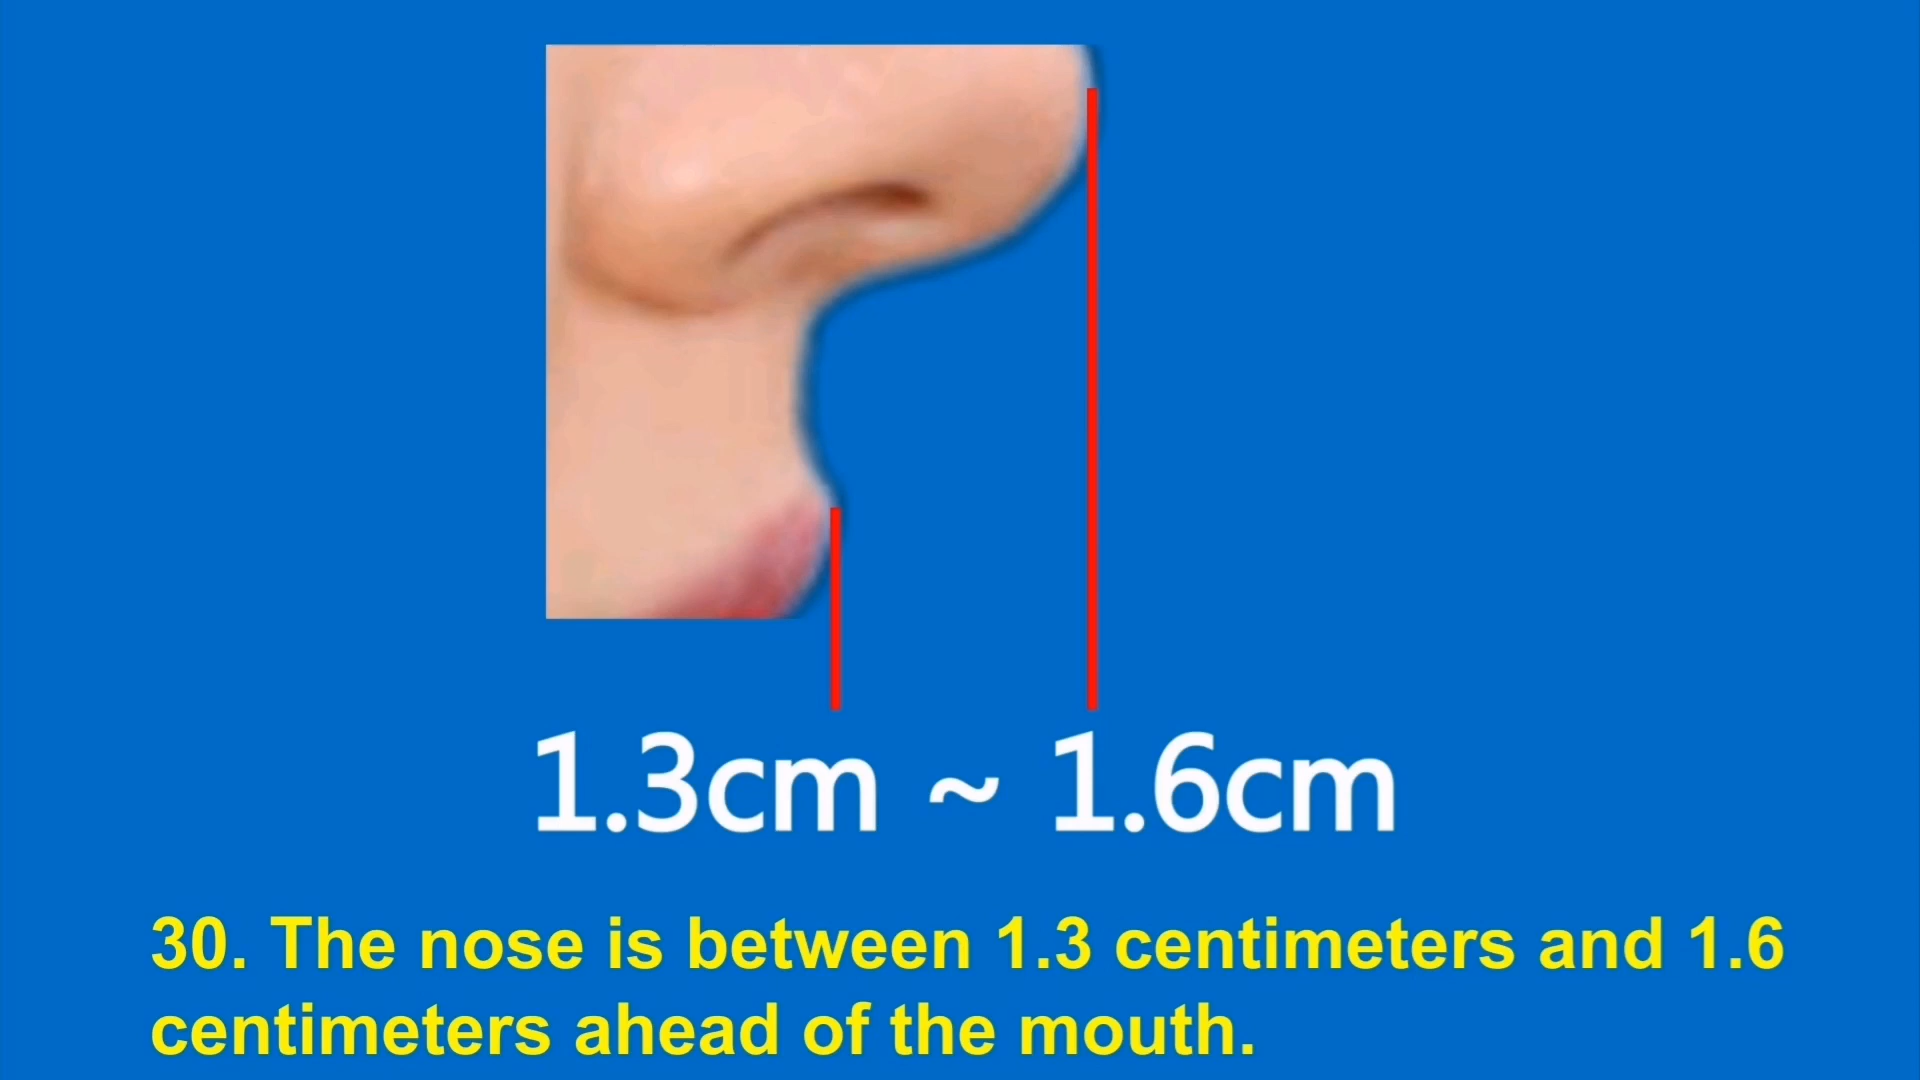 1.3cm ~ 1.6cm
30. The nose is between 1.3 centimeters and 1.6
centimeters ahead of the mouth.